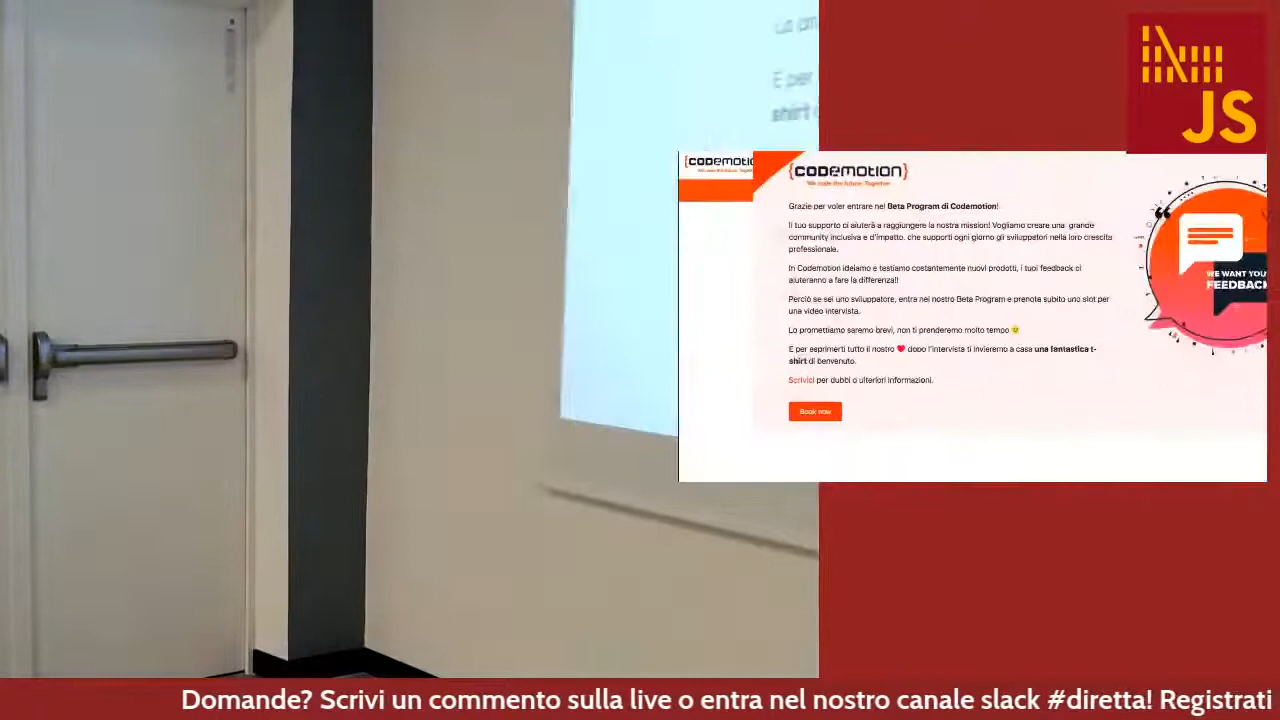 E per
shirt
JS
{CODEMOTION}
We code the future. Together
Grazie per voler entrare nel Beta Program di Codemotion!
Il tuo supporto ci aiuterà a raggiungere la nostra mission! Vogliamo creare una grande
community inclusiva e d'impatto, che supporti ogni giorno gli sviluppatori nella loro crescita
professionale.
In Codemotion ideiamo e testiamo costantemente nuovi prodotti, i tuoi feedback ci
aiuteranno a fare la differenza!!
Perciò se sei uno sviluppatore, entra nel nostro Beta Program e prenota subito uno slot per
una video intervista.
Lo promettiamo saremo brevi, non ti prenderemo molto tempo 🙂
E per esprimerti tutto il nostro ❤️ dopo l'intervista ti invieremo a casa una fantastica t-
shirt di benvenuto.
Scrivici per dubbi o ulteriori informazioni.
Book now
WE WANT YOUR
FEEDBACK
Domande? Scrivi un commento sulla live o entra nel nostro canale slack #diretta! Registrati